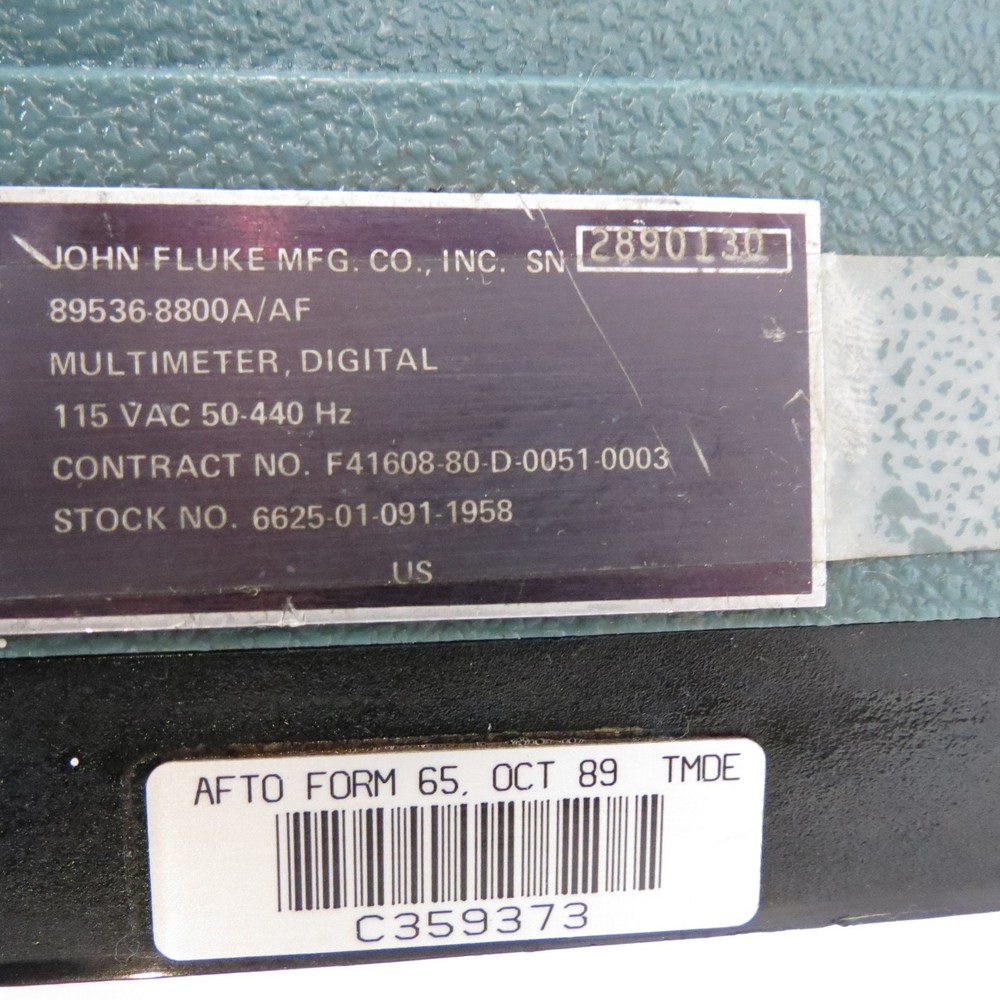 JOHN FLUKE MFG. CO., INC. SN 2890130
89536-8800A/AF
MULTIMETER, DIGITAL
115 VAC 50-440 Hz
CONTRACT NO. F41608-80-D-0051-0003
STOCK NO. 6625-01-091-1958
US
AFTO FORM 65, OCT 89 TMDE
C359373